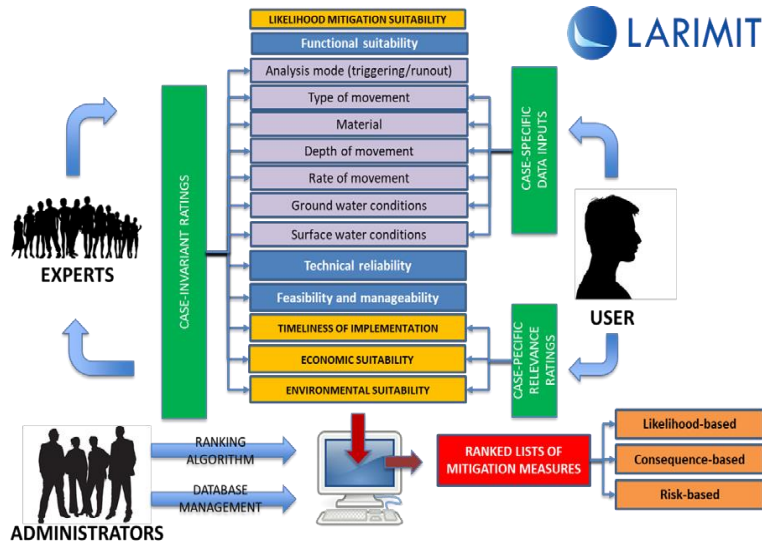 LIKELIHOOD MITIGATION SUITABILITY
LARIMIT
Functional suitability
Analysis mode (triggering/runout)
Type of movement
Material
Depth of movement
Rate of movement
Ground water conditions
Surface water conditions
Technical reliability
Feasibility and manageability
TIMELINESS OF IMPLEMENTATION
ECONOMIC SUITABILITY
ENVIRONMENTAL SUITABILITY
EXPERTS
CASE-INVARIANT RATINGS
CASE-SPECIFIC
DATA INPUTS
USER
CASE-PECIFIC
RELEVANCE
RATINGS
ADMINISTRATORS
RANKING
ALGORITHM
DATABASE
MANAGEMENT
RANKED LISTS OF
MITIGATION MEASURES
Likelihood-based
Consequence-based
Risk-based